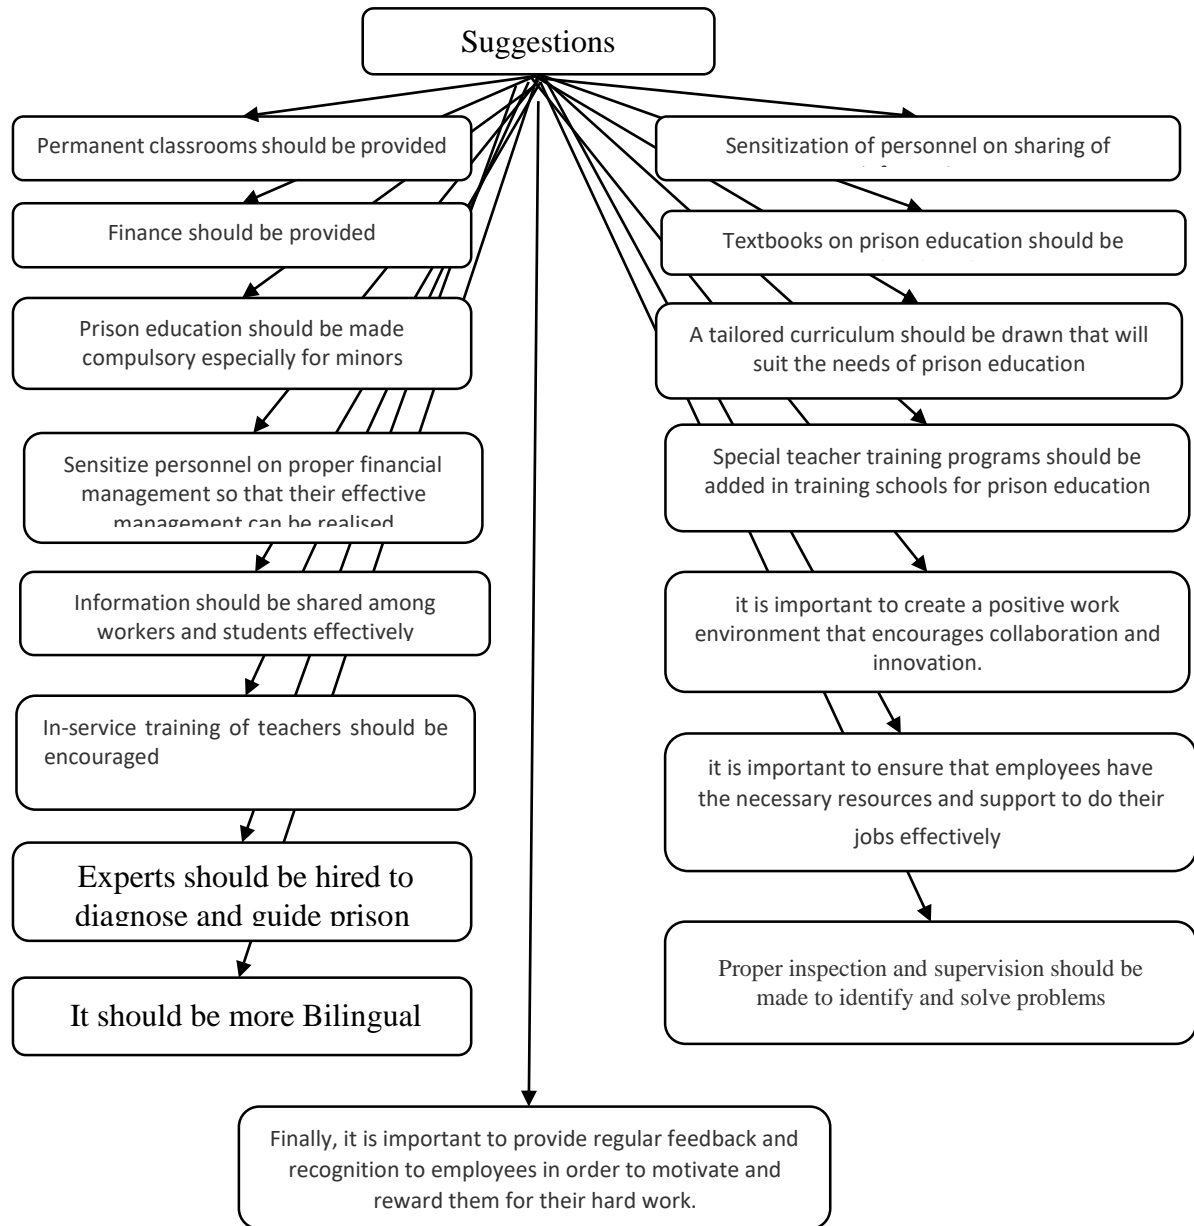 Suggestions
Permanent classrooms should be provided
Finance should be provided
Prison education should be made
compulsory especially for minors
Sensitize personnel on proper financial
management so that their effective
management can be realised
Information should be shared among
workers and students effectively
In-service training of teachers should be
encouraged
Experts should be hired to
diagnose and guide prison
It should be more Bilingual
Sensitization of personnel on sharing of
Textbooks on prison education should be
A tailored curriculum should be drawn that will
suit the needs of prison education
Special teacher training programs should be
added in training schools for prison education
it is important to create a positive work
environment that encourages collaboration and
innovation.
it is important to ensure that employees have
the necessary resources and support to do their
jobs effectively
Proper inspection and supervision should be
made to identify and solve problems
Finally, it is important to provide regular feedback and
recognition to employees in order to motivate and
reward them for their hard work.